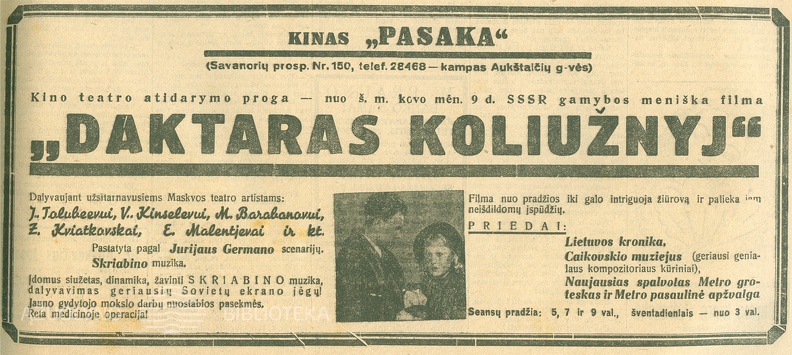 KINAS „PASAKA“
(Savanorių prosp. Nr. 150, telef. 28468 — kampas Aukštaičių g-vės)
Kino teatro atidarymo proga — nuo š. m. kovo mėn. 9 d. SSSR gamybos meniška filma
„DAKTARAS KOLIUŽNYJ“
Dalyvaujant užsitarnavusiems Maskvos teatro artistams:
J. Talubeevui, V. Kinselevui, M. Barabanovui,
Z. Kviatkovskai, E. Malentjevai ir kt.
Pastatyta pagal Jurijaus Germano scenarijų.
Skriabino muzika.
Įdomus siužetas, dinamika, žavinti SKRIABINO muzika,
dalyvavimas geriausių Sovietų ekrano jėgų!
Jauno gydytojo mokslo darbų nuostabios pasekmės.
Reta medicinoje operacija!
Filma nuo pradžios iki galo intriguoja žiūrovą ir palieka jam
neišdildomų įspūdžių.
PRIEDAI:
Lietuvos kronika,
Čaikovskio muziejus (geriausi genia-
laus kompozitoriaus kūriniai),
Naujausias spalvotas Metro gro-
teskas ir Metro pasaulinė apžvalga
Seansų pradžia: 5, 7 ir 9 val., šventadieniais — nuo 3 val.
BIBLIOTEKA